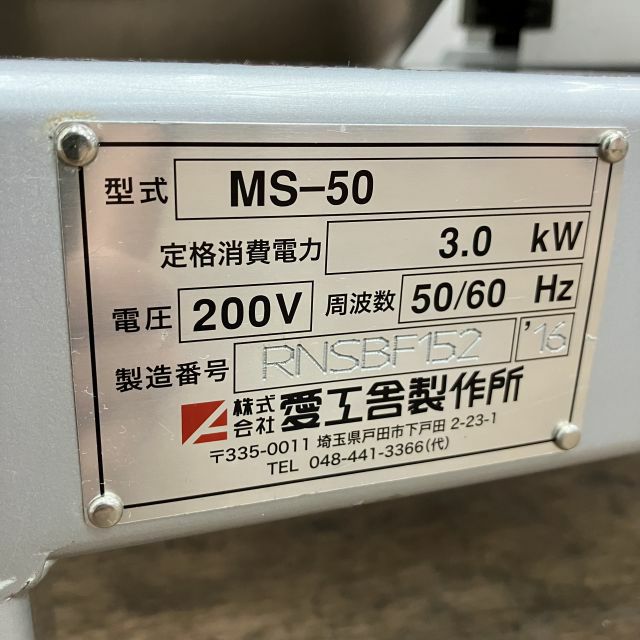 型式 MS-50
定格消費電力 3.0 kW
電圧 200V 周波数 50/60 Hz
製造番号 RNSBF152 '16
株式会社 愛工舎製作所
〒335-0011 埼玉県戸田市下戸田 2-23-1
TEL 048-441-3366(代)